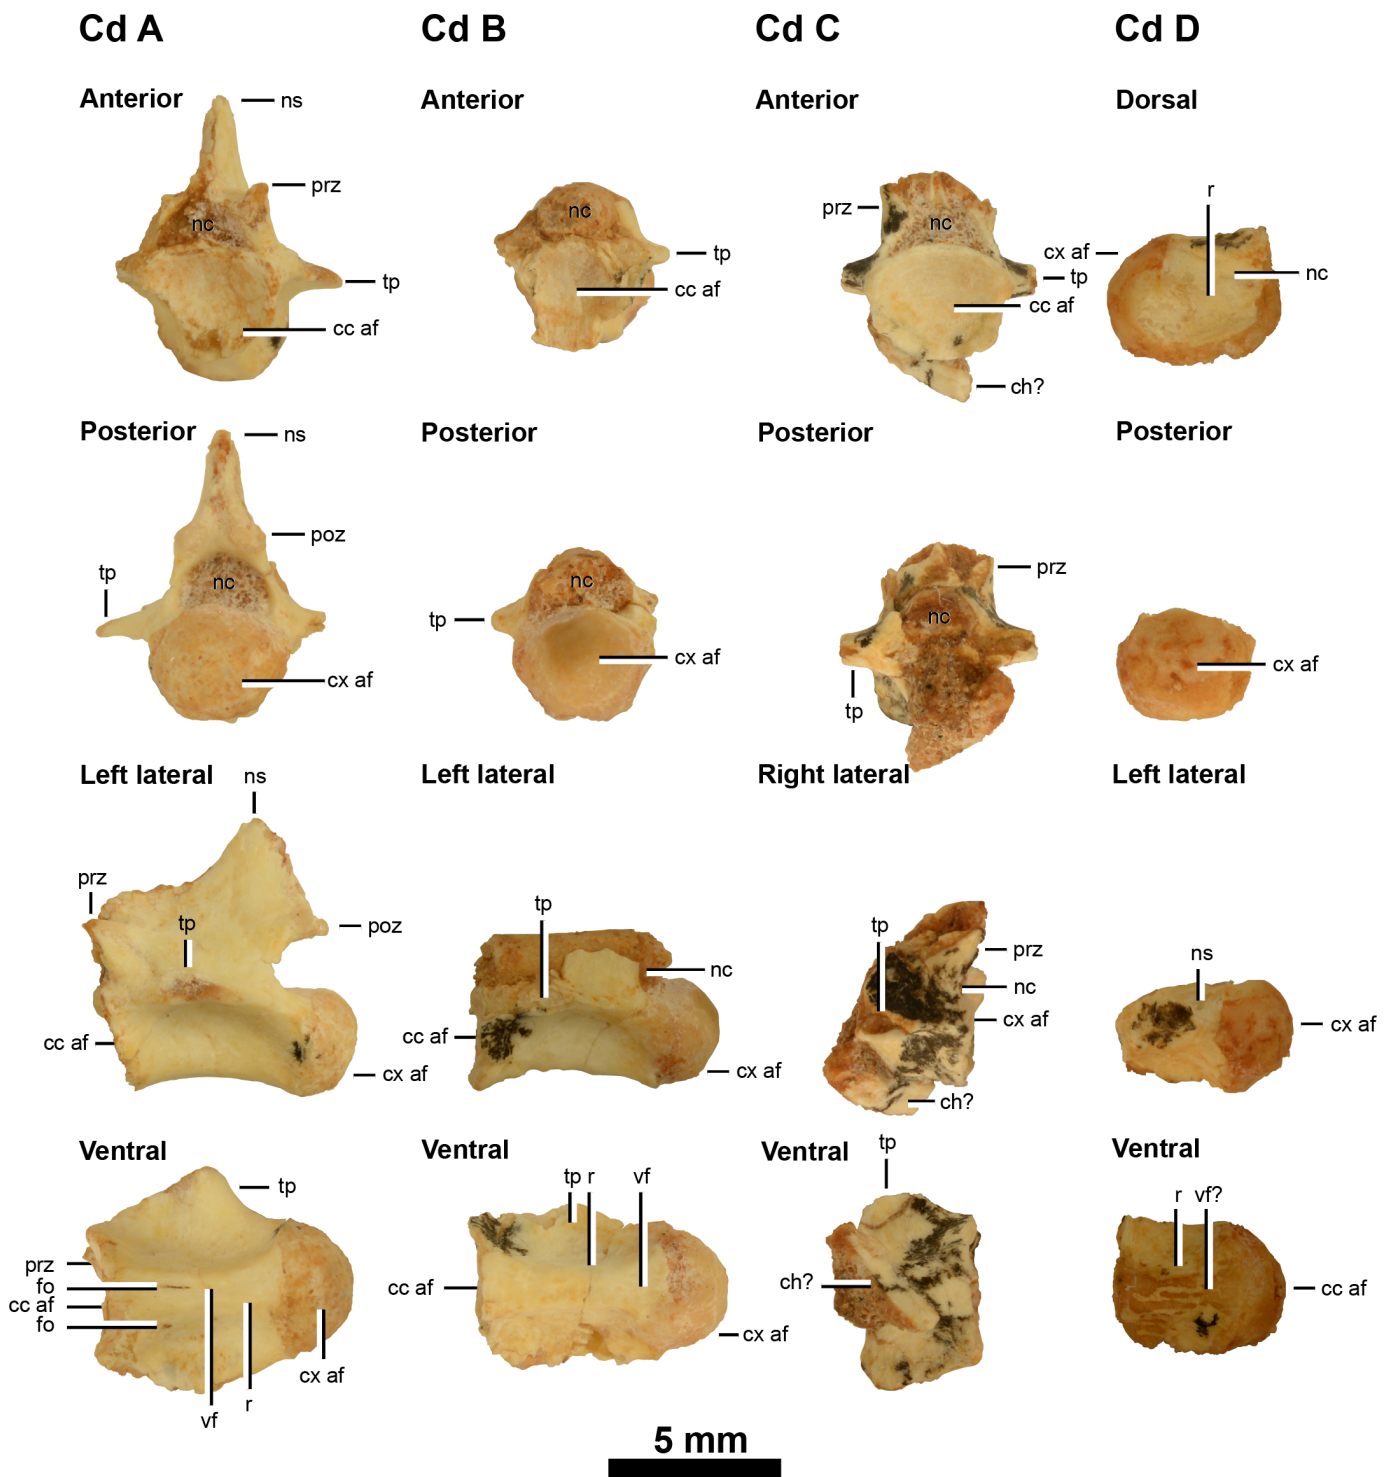 Cd A
Cd B
Cd C
Cd D
Anterior
Anterior
Anterior
Dorsal
ns
prz
nc
tp
cc af
nc
tp
cc af
prz
nc
tp
cc af
ch?
r
cx af
nc
Posterior
Posterior
Posterior
Posterior
ns
poz
tp
nc
cx af
nc
tp
cx af
prz
nc
tp
cx af
Left lateral
Left lateral
Right lateral
Left lateral
ns
prz
tp
poz
cc af
cx af
tp
nc
cc af
cx af
tp
prz
nc
cx af
ch?
ns
cx af
Ventral
Ventral
Ventral
Ventral
tp
prz
fo
cc af
fo
cx af
r
vf
tp r
vf
cc af
cx af
tp
ch?
r
vf?
cc af
5 mm